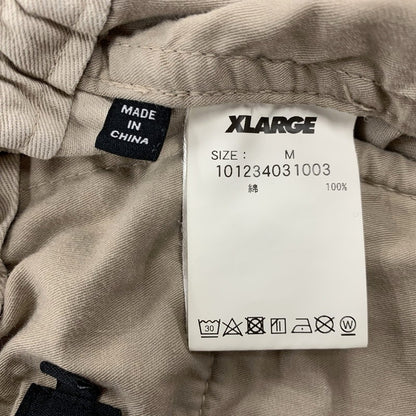 MADE
IN
CHINA
XLARGE
SIZE: M
101234031003
綿 100%
30
W